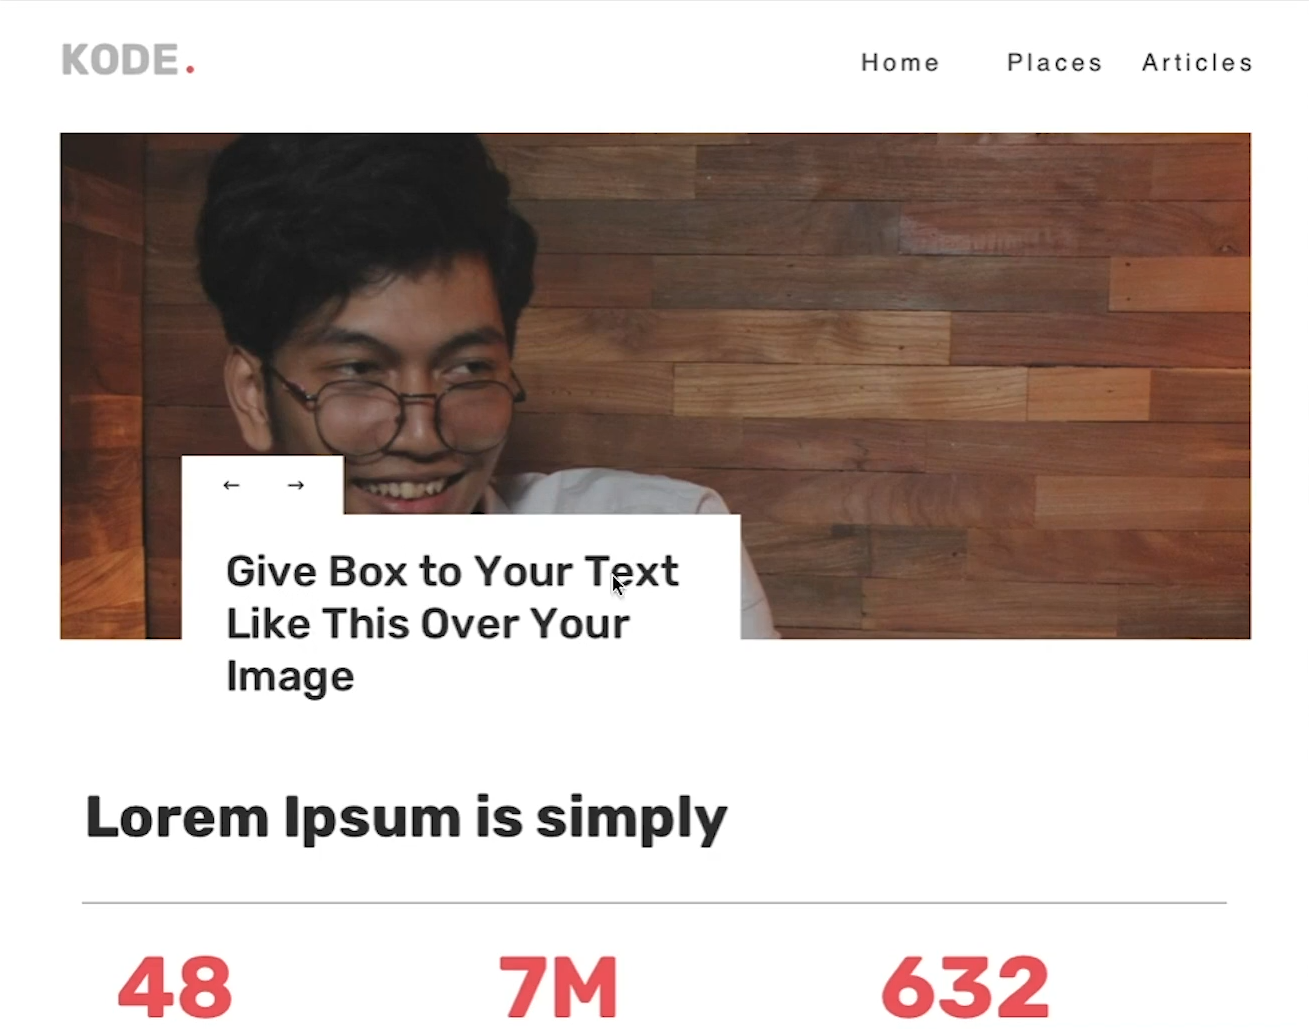 KODE.
Home Places Articles
← →
Give Box to Your Text
Like This Over Your
Image
Lorem Ipsum is simply
48 7M 632